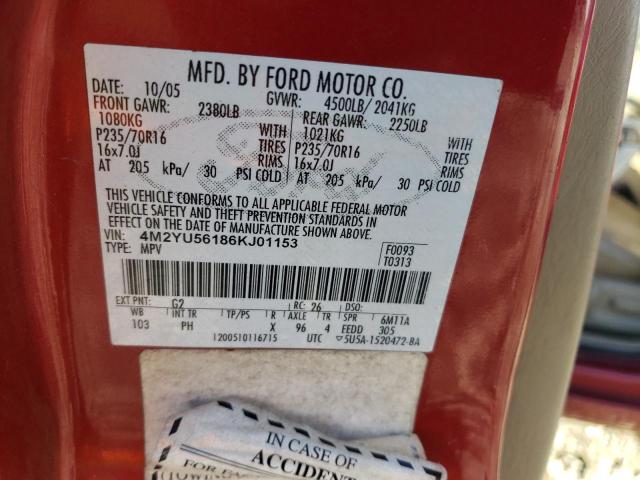 MFD. BY FORD MOTOR CO.
DATE: 10/05 GVWR: 4500LB/ 2041KG
FRONT GAWR: 2380LB REAR GAWR: 2250LB
1080KG WITH 1021KG WITH
P235/70R16 TIRES P235/70R16 TIRES
16x7.0J RIMS 16x7.0J RIMS
AT 205 kPa/ 30 PSI COLD AT 205 kPa/ 30 PSI COLD
THIS VEHICLE CONFORMS TO ALL APPLICABLE FEDERAL MOTOR
VEHICLE SAFETY AND THEFT PREVENTION STANDARDS IN
EFFECT ON THE DATE OF MANUFACTURE SHOWN ABOVE.
VIN: 4M2YU56186KJ01153 F0093
TYPE: MPV T0313
EXT PNT: G2 RC: 26 DSO:
WB INT TR TP/PS R AXLE TR SPR 6M11A
103 PH X 96 4 EEDD 305
1200510116715 UTC 5U5A-1520472-BA
IN CASE OF
ACCIDENT